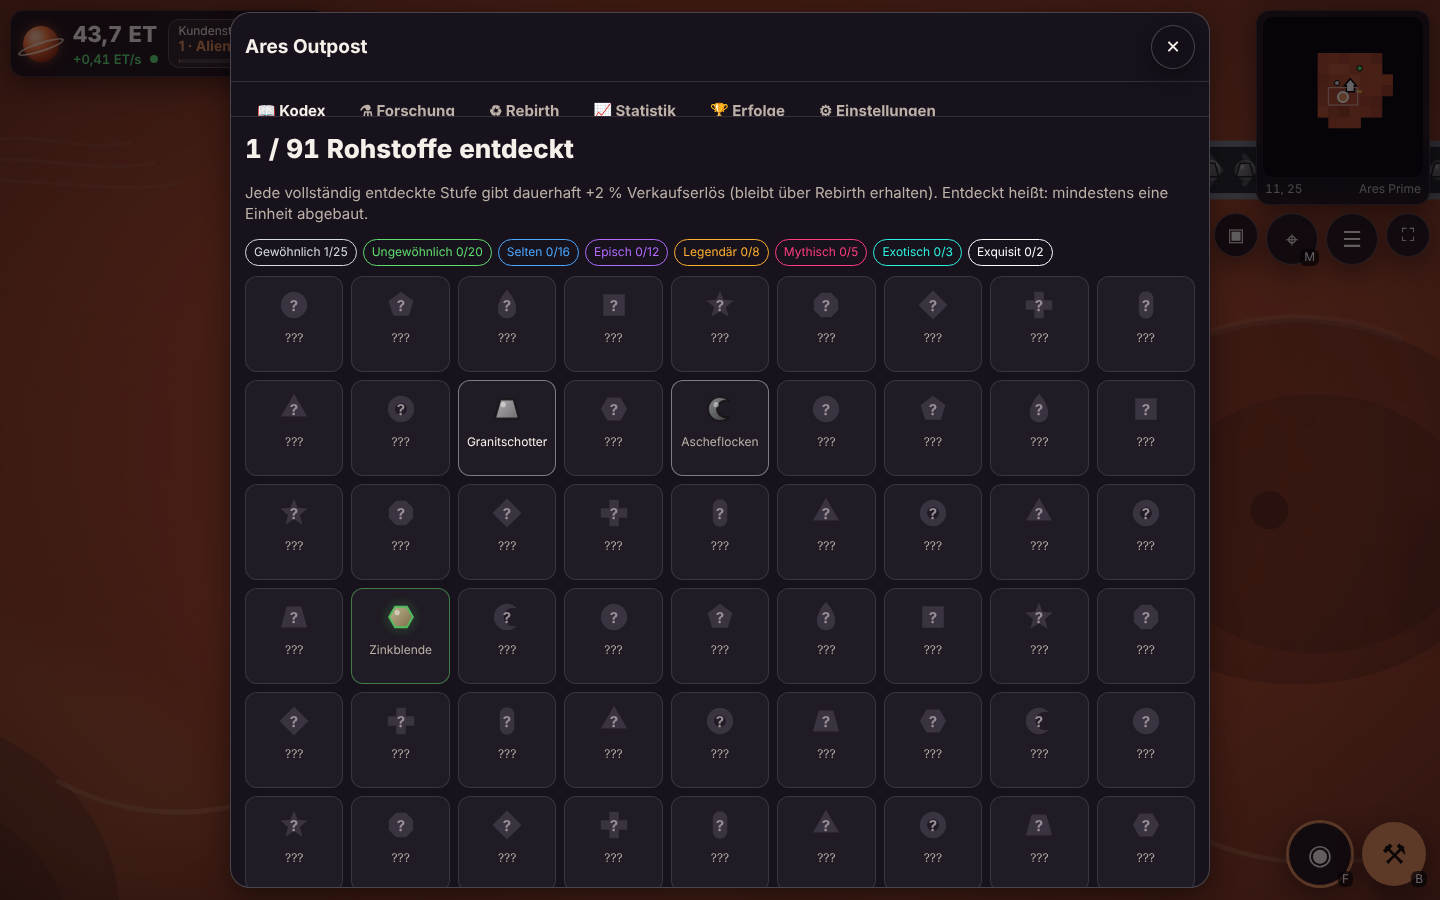 43,7 ET
+0,41 ET/s
Kundenst
1 · Alien
Ares Outpost
✕
📖 Kodex ⚗ Forschung ♻ Rebirth 📈 Statistik 🏆 Erfolge ⚙ Einstellungen
1 / 91 Rohstoffe entdeckt
Jede vollständig entdeckte Stufe gibt dauerhaft +2 % Verkaufserlös (bleibt über Rebirth erhalten). Entdeckt heißt: mindestens eine
Einheit abgebaut.
Gewöhnlich 1/25 Ungewöhnlich 0/20 Selten 0/16 Episch 0/12 Legendär 0/8 Mythisch 0/5 Exotisch 0/3 Exquisit 0/2
? ? ? ? ? ? ? ? ?
??? ??? ??? ??? ??? ??? ??? ??? ???
? ? ? ? ? ? ?
??? ??? Granitschotter ??? Ascheflocken ??? ??? ??? ???
? ? ? ? ? ? ? ? ?
??? ??? ??? ??? ??? ??? ??? ??? ???
? ? ? ? ? ? ? ?
??? Zinkblende ??? ??? ??? ??? ??? ??? ???
? ? ? ? ? ? ? ? ?
??? ??? ??? ??? ??? ??? ??? ??? ???
? ? ? ? ? ? ? ? ?
??? ??? ??? ??? ??? ??? ??? ??? ???
11, 25 Ares Prime
M
F
B